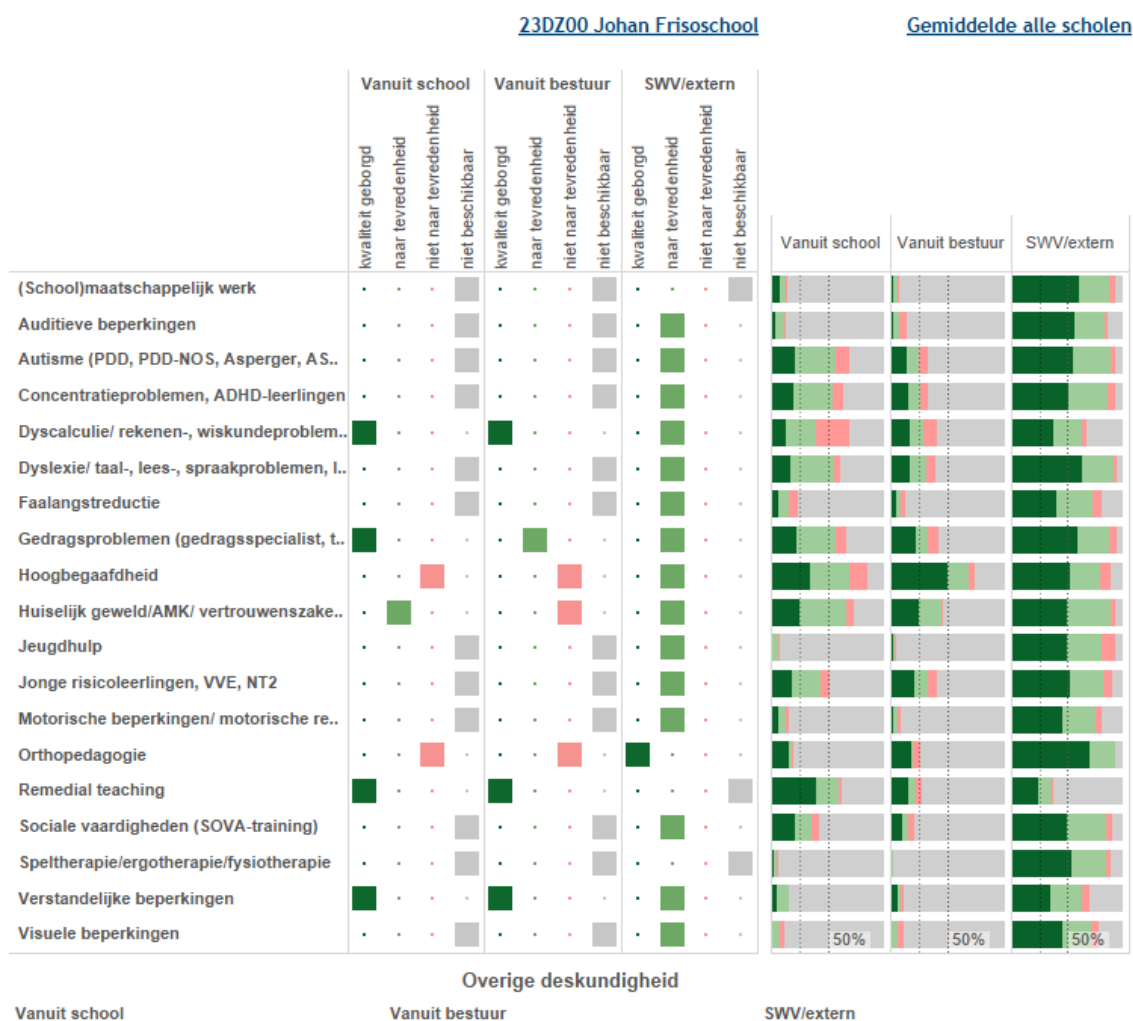 23DZ00 Johan Frisoschool
Gemiddelde alle scholen
Vanuit school
Vanuit bestuur
SWV/extern
kwaliteit geborgd
naar tevredenheid
niet naar tevredenheid
niet beschikbaar
kwaliteit geborgd
naar tevredenheid
niet naar tevredenheid
niet beschikbaar
kwaliteit geborgd
naar tevredenheid
niet naar tevredenheid
niet beschikbaar
Vanuit school
Vanuit bestuur
SWV/extern
(School)maatschappelijk werk
Auditieve beperkingen
Autisme (PDD, PDD-NOS, Asperger, AS..
Concentratieproblemen, ADHD-leerlingen
Dyscalculie/ rekenen-, wiskundeproblem..
Dyslexie/ taal-, lees-, spraakproblemen, l..
Faalangstreductie
Gedragsproblemen (gedragsspecialist, t..
Hoogbegaafdheid
Huiselijk geweld/AMK/ vertrouwenszake..
Jeugdhulp
Jonge risicoleerlingen, VVE, NT2
Motorische beperkingen/ motorische re..
Orthopedagogie
Remedial teaching
Sociale vaardigheden (SOVA-training)
Speltherapie/ergotherapie/fysiotherapie
Verstandelijke beperkingen
Visuele beperkingen
50%
50%
50%
Overige deskundigheid
Vanuit school
Vanuit bestuur
SWV/extern